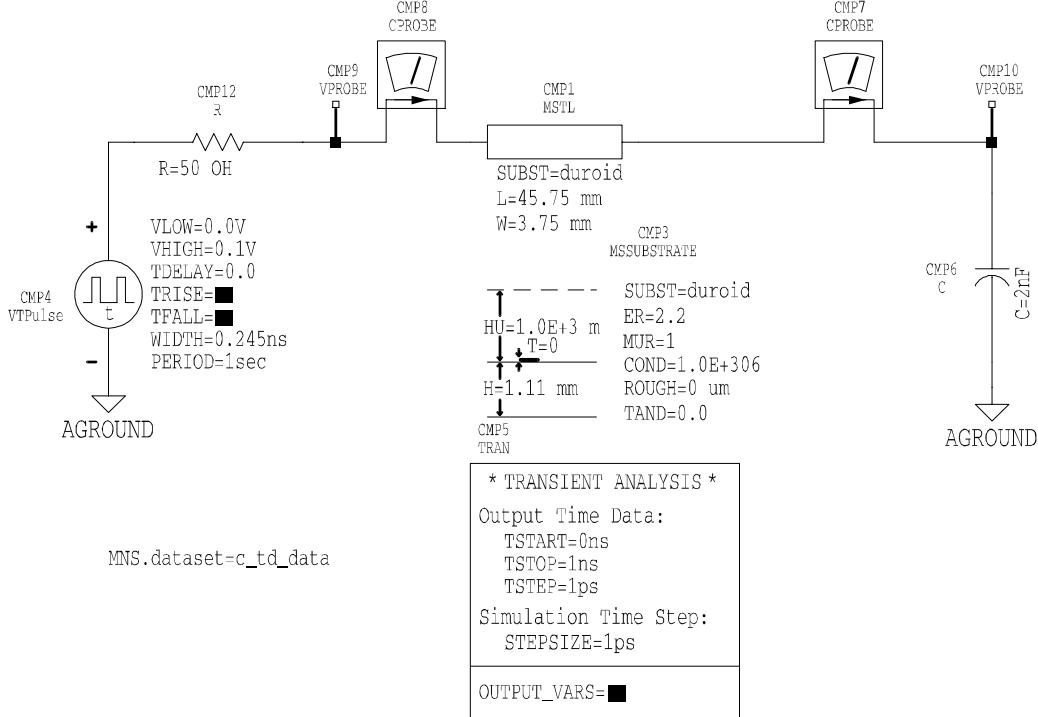 CMP8
CPROBE
CMP7
CPROBE
CMP9
VPROBE
CMP10
VPROBE
CMP12
R
R=50 OH
CMP1
MSTL
SUBST=duroid
L=45.75 mm
W=3.75 mm
+
CMP4
VTPulse
t
-
VLOW=0.0V
VHIGH=0.1V
TDELAY=0.0
TRISE=
TFALL=
WIDTH=0.245ns
PERIOD=1sec
AGROUND
CMP3
MSSUBSTRATE
HU=1.0E+3 m
T=0
H=1.11 mm
SUBST=duroid
ER=2.2
MUR=1
COND=1.0E+306
ROUGH=0 um
TAND=0.0
CMP6
C
C=2nF
AGROUND
CMP5
TRAN
* TRANSIENT ANALYSIS *
Output Time Data:
TSTART=0ns
TSTOP=1ns
TSTEP=1ps
Simulation Time Step:
STEPSIZE=1ps
OUTPUT_VARS=
MNS.dataset=c_td_data